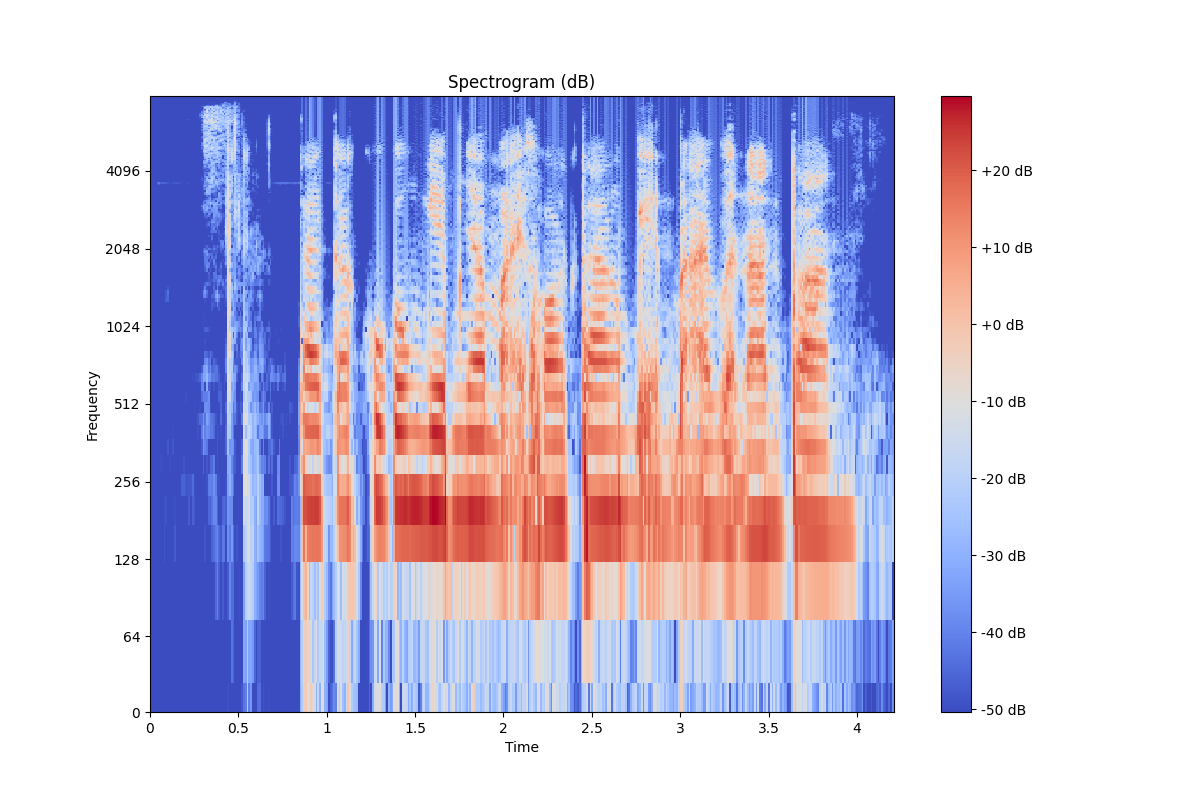 Spectrogram (dB)
Frequency
4096
2048
1024
512
256
128
64
0
0 0.5 1 1.5 2 2.5 3 3.5 4
Time
+20 dB
+10 dB
+0 dB
-10 dB
-20 dB
-30 dB
-40 dB
-50 dB